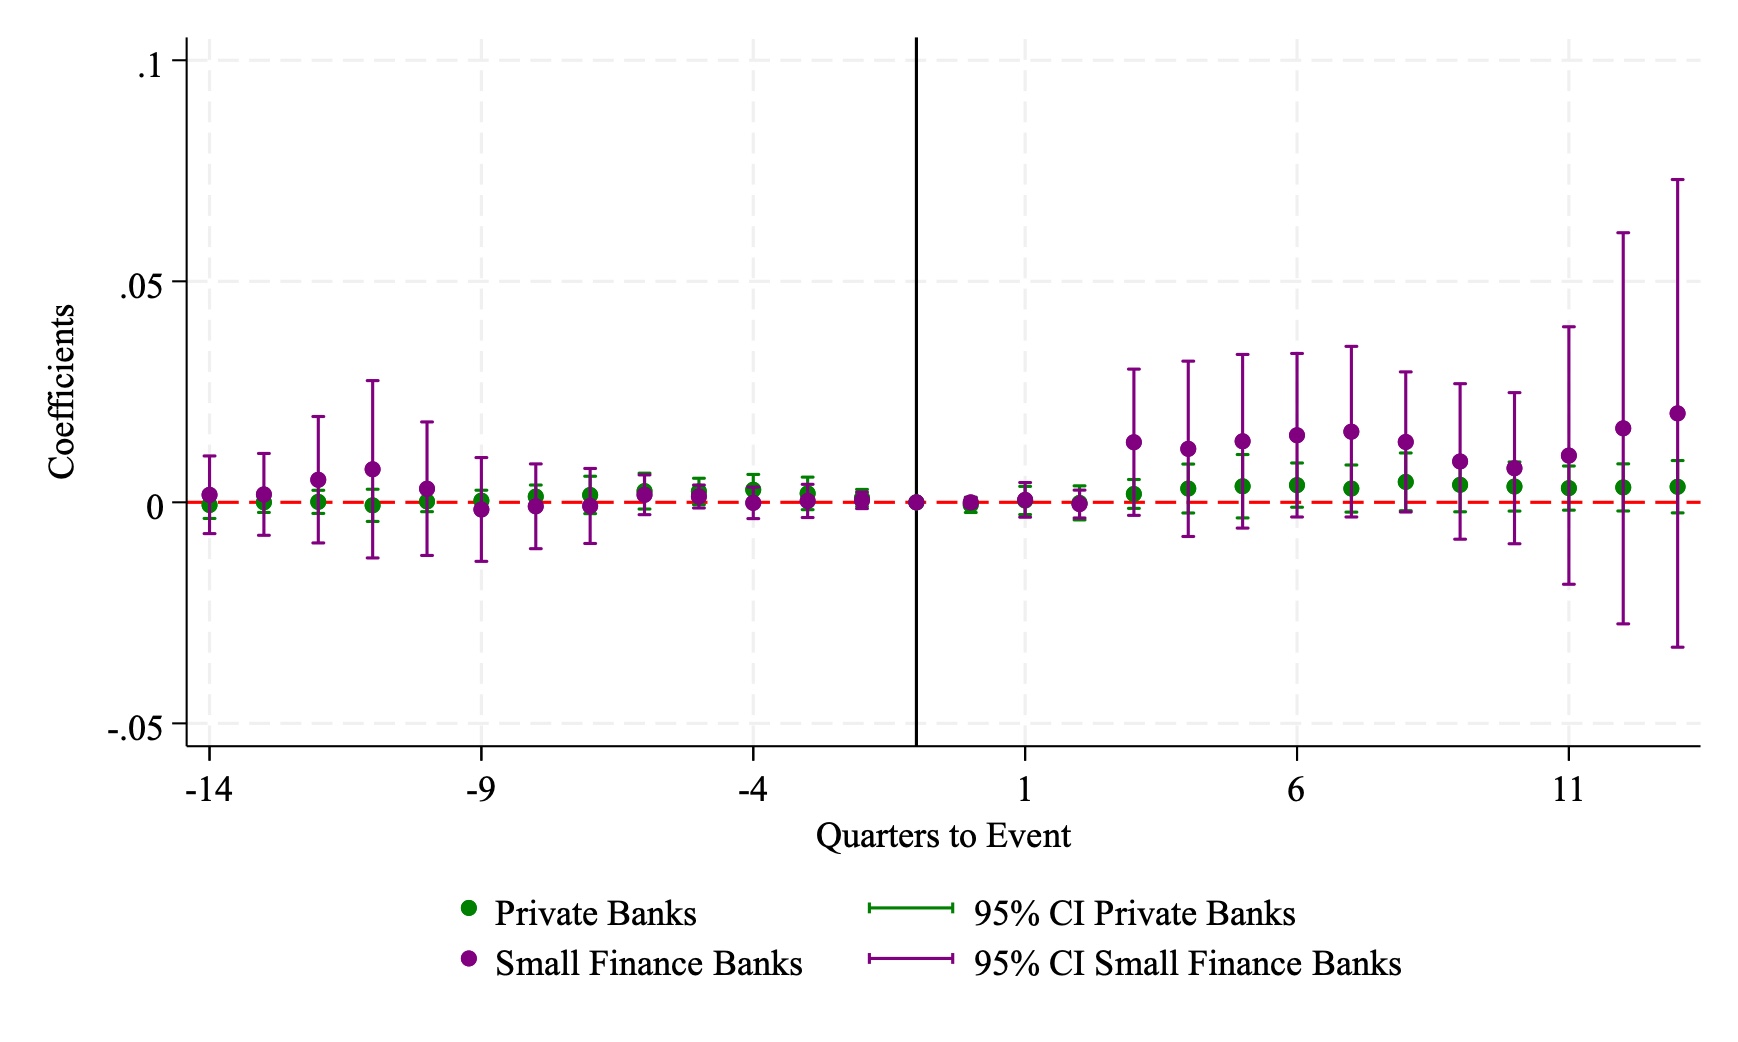 .1
.05
0
-.05
Coefficients
-14 -9 -4 1 6 11
Quarters to Event
Private Banks 95% CI Private Banks
Small Finance Banks 95% CI Small Finance Banks